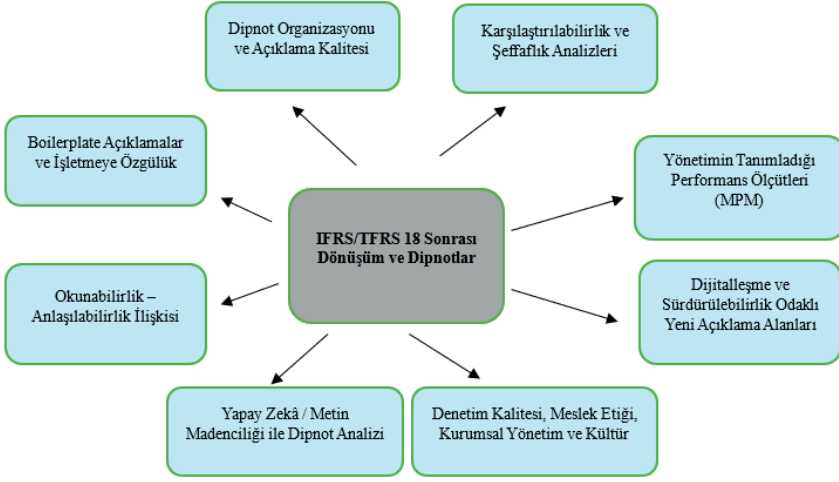 Dipnot Organizasyonu
ve Açıklama Kalitesi
Karşılaştırılabilirlik ve
Şeffaflık Analizleri
Boilerplate Açıklamalar
ve İşletmeye Özgülük
Yönetimin Tanımladığı
Performans Ölçütleri
(MPM)
IFRS/TFRS 18 Sonrası
Dönüşüm ve Dipnotlar
Okunabilirlik –
Anlaşılabilirlik İlişkisi
Dijitalleşme ve
Sürdürülebilirlik Odaklı
Yeni Açıklama Alanları
Yapay Zekâ / Metin
Madenciliği ile Dipnot Analizi
Denetim Kalitesi, Meslek Etiği,
Kurumsal Yönetim ve Kültür